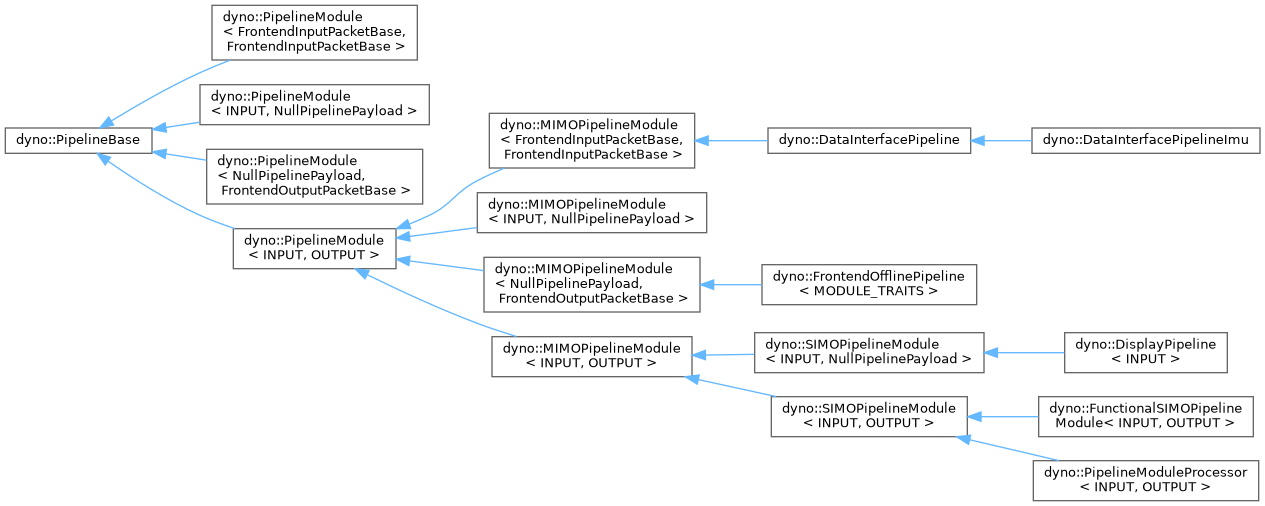 dyno::PipelineModule
< FrontendInputPacketBase,
FrontendInputPacketBase >
dyno::PipelineModule
< INPUT, NullPipelinePayload >
dyno::PipelineBase
dyno::PipelineModule
< NullPipelinePayload,
FrontendOutputPacketBase >
dyno::PipelineModule
< INPUT, OUTPUT >
dyno::MIMOPipelineModule
< FrontendInputPacketBase,
FrontendInputPacketBase >
dyno::DataInterfacePipeline
dyno::DataInterfacePipelineImu
dyno::MIMOPipelineModule
< INPUT, NullPipelinePayload >
dyno::MIMOPipelineModule
< NullPipelinePayload,
FrontendOutputPacketBase >
dyno::FrontendOfflinePipeline
< MODULE_TRAITS >
dyno::MIMOPipelineModule
< INPUT, OUTPUT >
dyno::SIMOPipelineModule
< INPUT, NullPipelinePayload >
dyno::DisplayPipeline
< INPUT >
dyno::SIMOPipelineModule
< INPUT, OUTPUT >
dyno::FunctionalSIMOPipeline
Module< INPUT, OUTPUT >
dyno::PipelineModuleProcessor
< INPUT, OUTPUT >